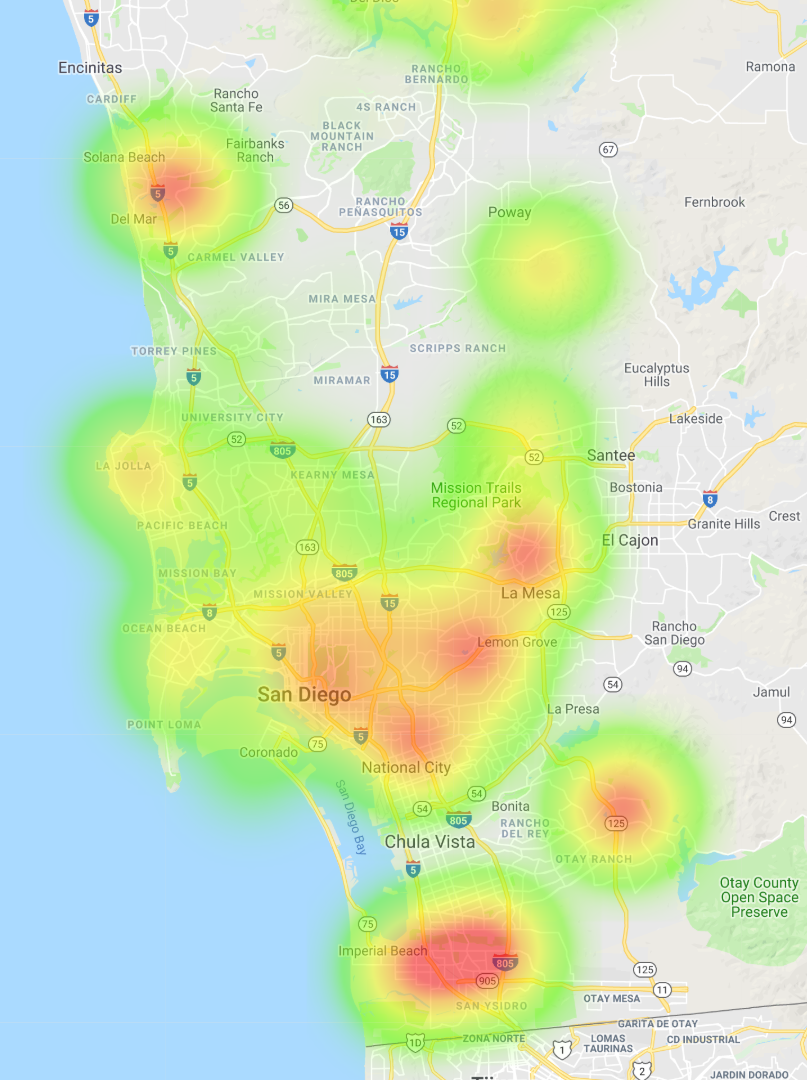 Del Dios
5
Encinitas
RANCHO
BERNARDO
Ramona
CARDIFF
Rancho
Santa Fe
4S RANCH
BLACK
MOUNTAIN
RANCH
67
Fairbanks
Ranch
Solana Beach
5
56
RANCHO
PEÑASQUITOS
Fernbrook
Poway
Del Mar
15
5
CARMEL VALLEY
MIRA MESA
TORREY PINES
SCRIPPS RANCH
Eucalyptus
Hills
5
MIRAMAR
15
163
Lakeside
UNIVERSITY CITY
52
52
805
52
Santee
LA JOLLA
KEARNY MESA
5
Mission Trails
Regional Park
Bostonia
8
Crest
PACIFIC BEACH
Granite Hills
163
El Cajon
MISSION BAY
805
MISSION VALLEY
La Mesa
15
8
125
OCEAN BEACH
Rancho
San Diego
5
Lemon Grove
94
54
San Diego
Jamul
La Presa
94
POINT LOMA
5
75
Coronado
National City
San Diego Bay
54
54
Bonita
805
RANCHO
DEL REY
125
Chula Vista
OTAY RANCH
5
Otay County
Open Space
Preserve
75
Imperial Beach
805
125
905
11
SAN YSIDRO
OTAY MESA
GARITA DE OTAY
1D
ZONA NORTE
1
LOMAS
TAURINAS
CD INDUSTRIAL
2
JARDIN DORADO